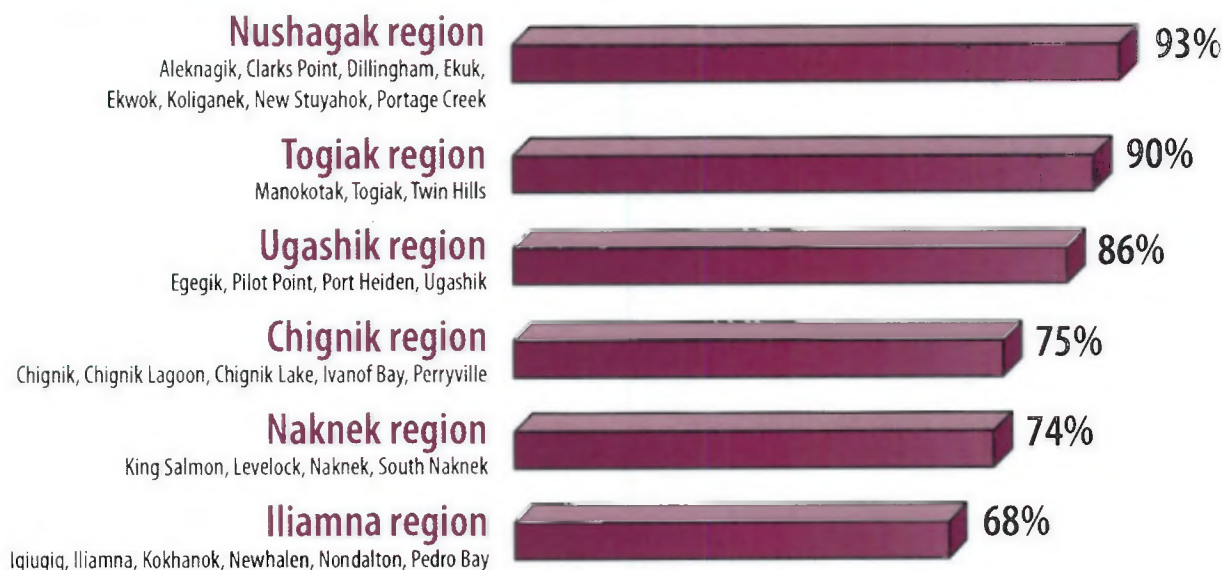 Nushagak region
93%
Aleknagik, Clarks Point, Dillingham, Ekuk,
Ekwok, Koliganek, New Stuyahok, Portage Creek
Togiak region
90%
Manokotak, Togiak, Twin Hills
Ugashik region
86%
Egegik, Pilot Point, Port Heiden, Ugashik
Chignik region
75%
Chignik, Chignik Lagoon, Chignik Lake, Ivanof Bay, Perryville
Naknek region
74%
King Salmon, Levelock, Naknek, South Naknek
Iliamna region
68%
Igiugig, Iliamna, Kokhanok, Newhalen, Nondalton, Pedro Bay